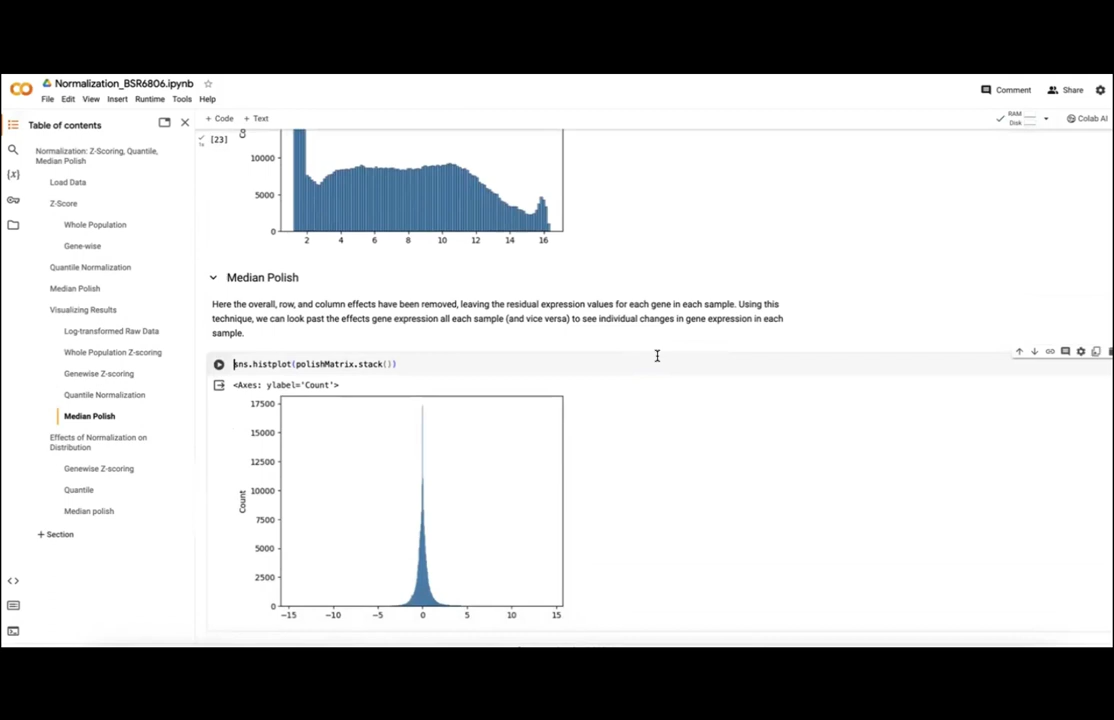 Normalization_BSR6806.ipynb
File Edit View Insert Runtime Tools Help
Comment Share
Table of contents
+ Code + Text
RAM
Disk
Colab AI
Normalization: Z-Scoring, Quantile,
Median Polish
Load Data
Z-Score
Whole Population
Gene-wise
Quantile Normalization
Median Polish
Visualizing Results
Log-transformed Raw Data
Whole Population Z-scoring
Genewise Z-scoring
Quantile Normalization
Median Polish
Effects of Normalization on
Distribution
Genewise Z-scoring
Quantile
Median polish
+ Section
[23]
10000
5000
0
2 4 6 8 10 12 14 16
Median Polish
Here the overall, row, and column effects have been removed, leaving the residual expression values for each gene in each sample. Using this
technique, we can look past the effects gene expression all each sample (and vice versa) to see individual changes in gene expression in each
sample.
sns.histplot(polishMatrix.stack())
<Axes: ylabel='Count'>
17500
15000
12500
10000
7500
5000
2500
0
Count
−15 −10 −5 0 5 10 15